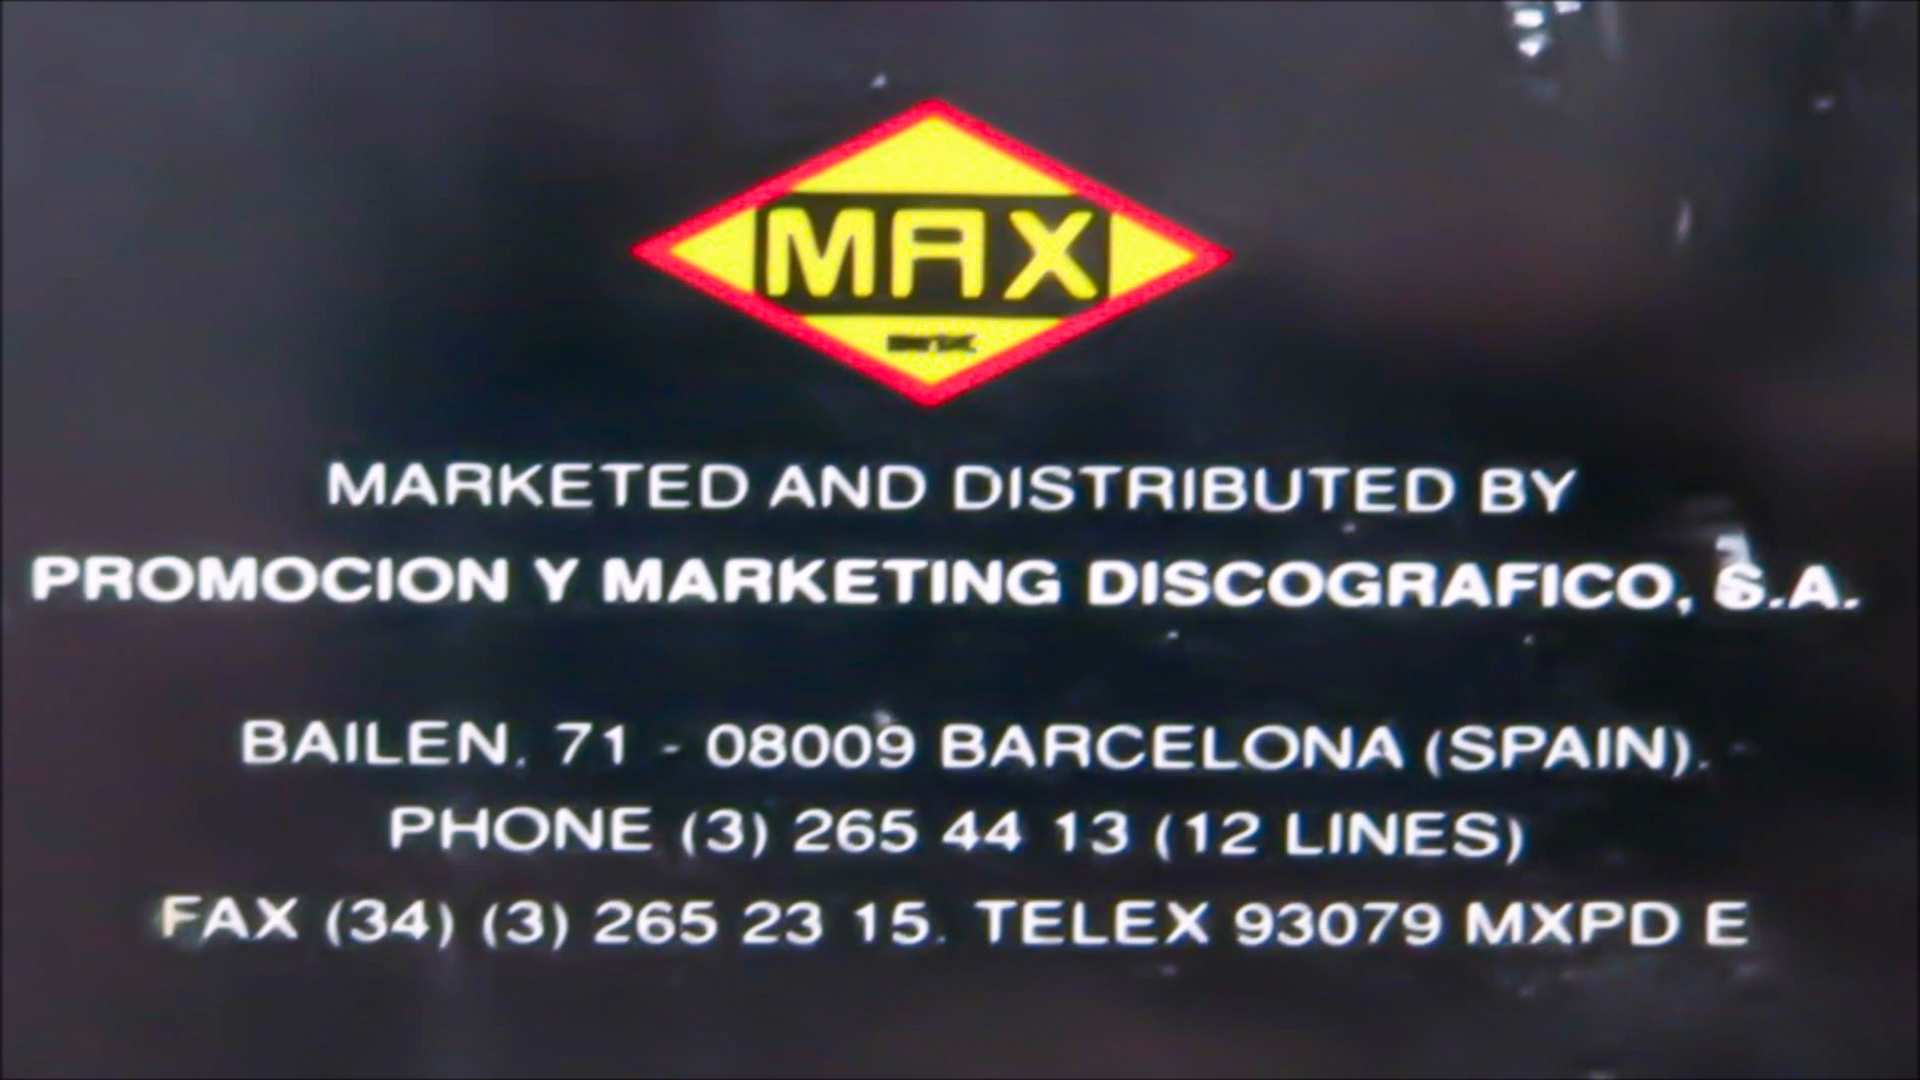 MAX
MARKETED AND DISTRIBUTED BY
PROMOCION Y MARKETING DISCOGRAFICO, S.A.
BAILEN, 71 - 08009 BARCELONA (SPAIN).
PHONE (3) 265 44 13 (12 LINES)
FAX (34) (3) 265 23 15. TELEX 93079 MXPD E